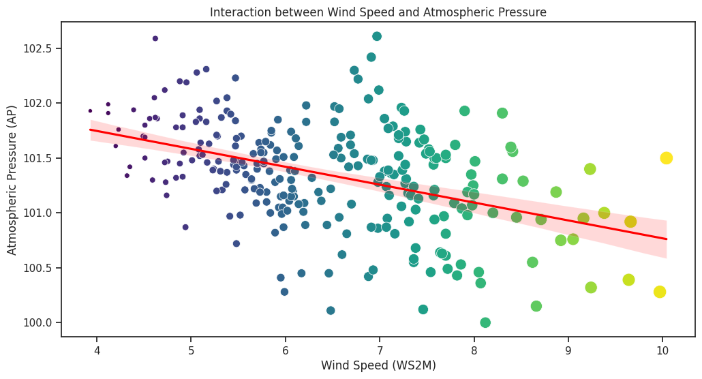 Interaction between Wind Speed and Atmospheric Pressure
Atmospheric Pressure (AP)
102.5
102.0
101.5
101.0
100.5
100.0
4 5 6 7 8 9 10
Wind Speed (WS2M)